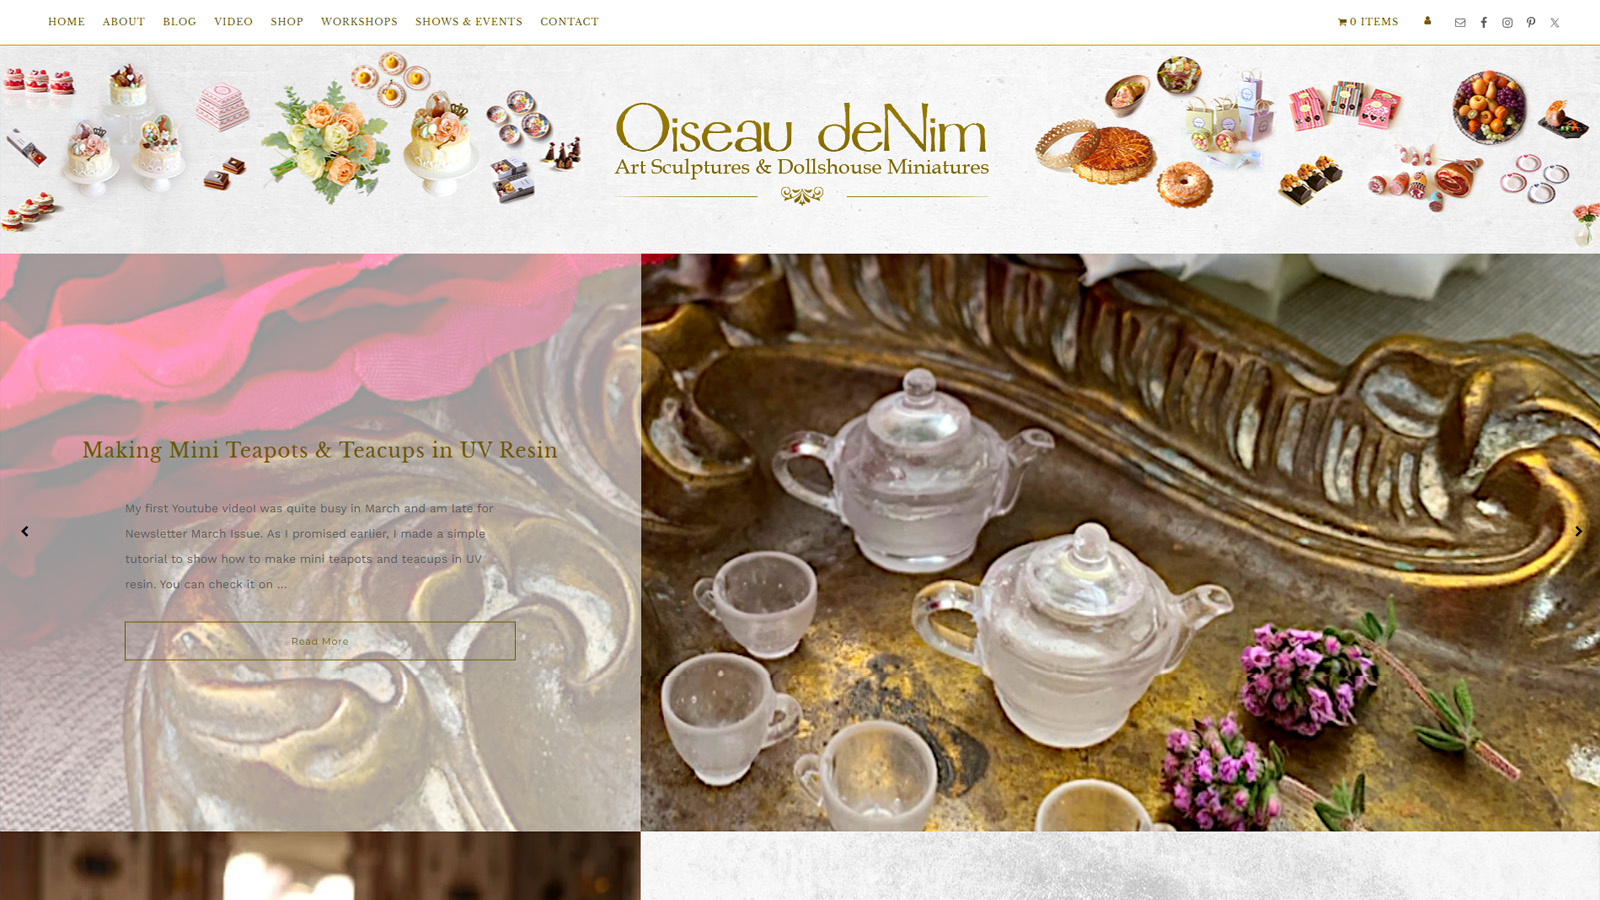 HOME ABOUT BLOG VIDEO SHOP WORKSHOPS SHOWS & EVENTS CONTACT 0 ITEMS
Oiseau deNim
Art Sculptures & Dollshouse Miniatures
Making Mini Teapots & Teacups in UV Resin
My first Youtube videoI was quite busy in March and am late for
Newsletter March Issue. As I promised earlier, I made a simple
tutorial to show how to make mini teapots and teacups in UV
resin. You can check it on ...
Read More